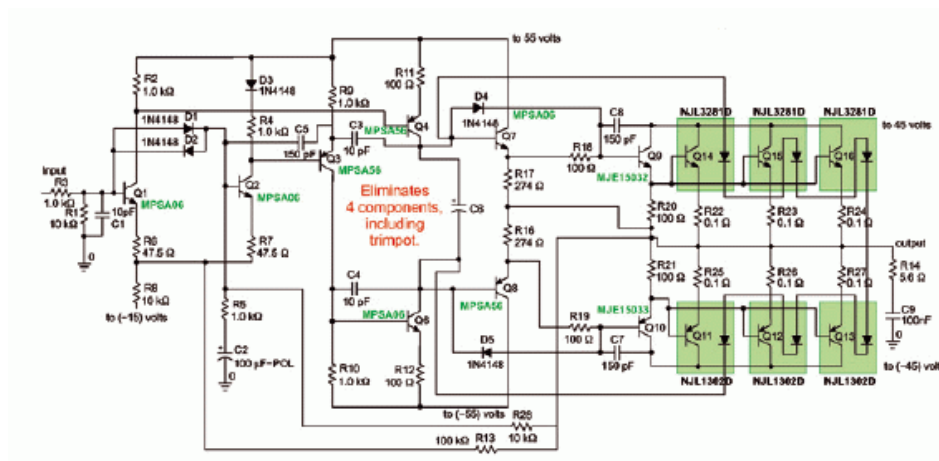 to 55 volts
R11
100 Ω
R2
1.0 kΩ
D3
1N4148
R9
1.0kΩ
D4
1N4148
MPSA06
C8
150 pF
NJL3281D
NJL3281D
NJL3281D
to 45 volts
1N4148
D1
1N4148
D2
R4
1.0 kΩ
C5
150 pF
C3
10 pF
MPSA56
Q4
Q7
R18
100 Ω
Q9
MJE15032
Q14
Q15
Q16
Input
R3
1.0 kΩ
R1
10 kΩ
10pF
C1
Q1
MPSA06
Q2
MPSA06
Q3
MPSA56
Eliminates
4 components,
including
trimpot.
C6
R17
274 Ω
R16
274 Ω
R20
100 Ω
R22
0.1 Ω
R23
0.1 Ω
R24
0.1 Ω
output
R6
47.5 Ω
R7
47.5 Ω
0
R8
10 kΩ
to (−15) volts
R5
1.0 kΩ
C2
100 µF-POL
0
C4
10 pF
MPSA06
Q6
MPSA56
Q8
R21
100 Ω
R25
0.1 Ω
R26
0.1 Ω
R27
0.1 Ω
R14
5.6 Ω
C9
100nF
0
MJE15033
R19
100 Ω
Q10
Q11
Q12
Q13
D5
1N4148
C7
150 pF
R10
1.0 kΩ
R12
100 Ω
to (−55) volts
NJL1302D
NJL1302D
NJL1302D
to (−45) volt
R28
10 kΩ
100 kΩ
R13